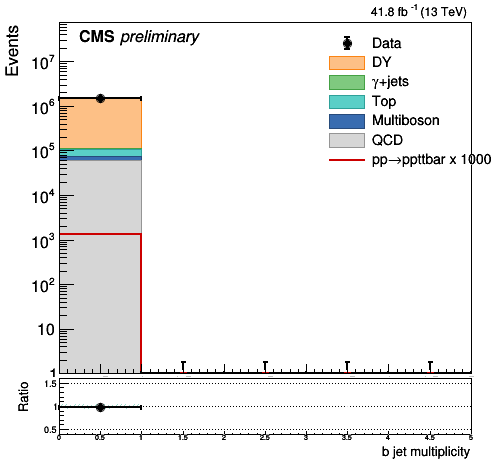 41.8 fb⁻¹ (13 TeV)
CMS preliminary
Events
Data
DY
γ+jets
Top
Multiboson
QCD
pp→ppttbar x 1000
10⁷
10⁶
10⁵
10⁴
10³
10²
10
1
Ratio
1.5
1
0.5
0 0.5 1 1.5 2 2.5 3 3.5 4 4.5 5
b jet multiplicity